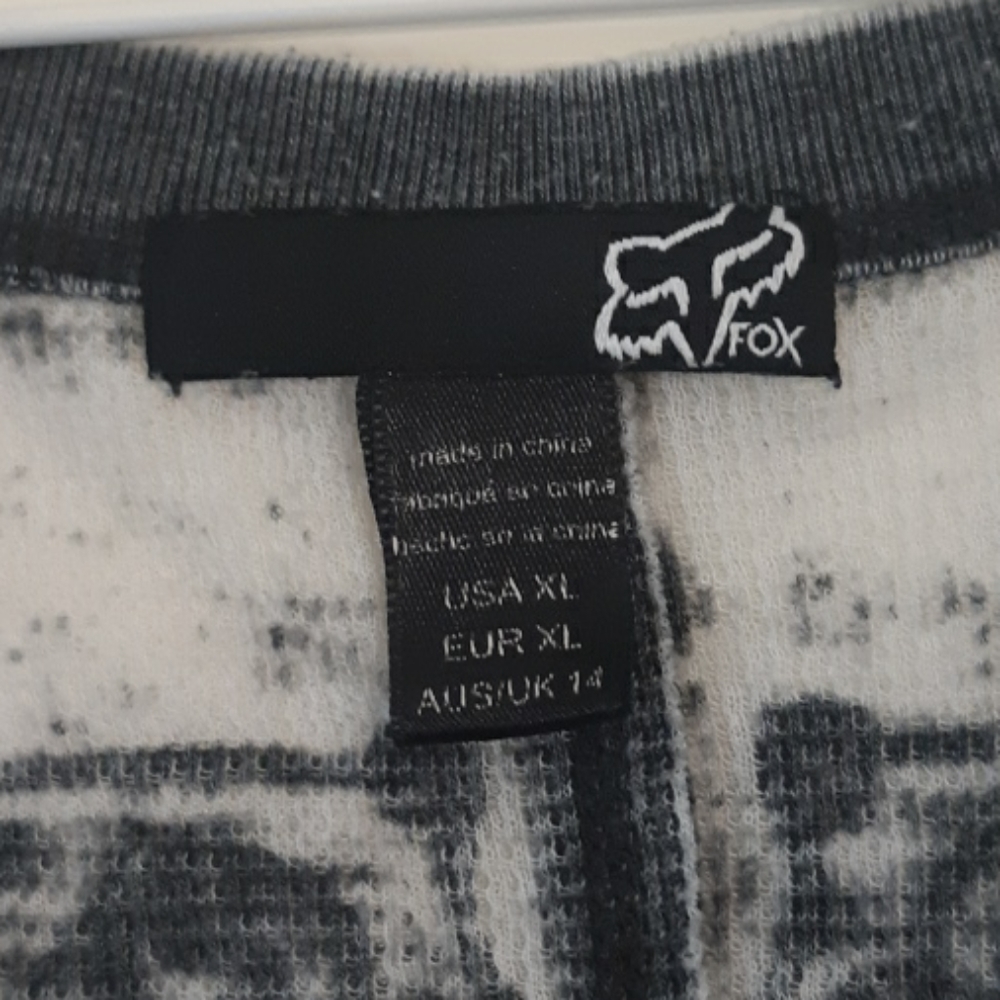 FOX
made in china
fabriqué en chine
hecho en la china
USA XL
EUR XL
AUS/UK 14